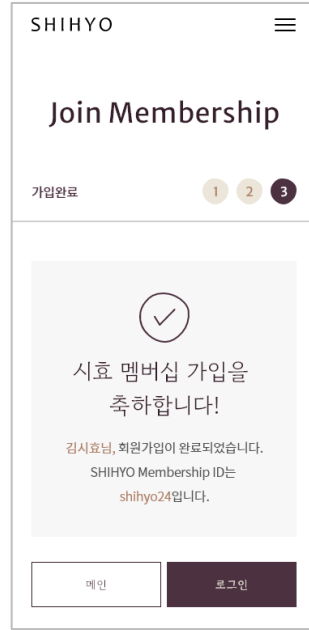 SHIHYO
Join Membership
가입완료 1 2 3
시효 멤버십 가입을
축하합니다!
김시효님, 회원가입이 완료되었습니다.
SHIHYO Membership ID는
shihyo24입니다.
메인 로그인